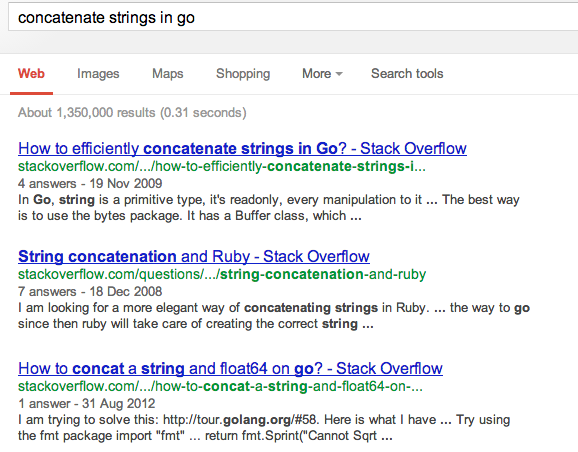 concatenate strings in go
Web Images Maps Shopping More Search tools
About 1,350,000 results (0.31 seconds)
How to efficiently concatenate strings in Go? - Stack Overflow
stackoverflow.com/.../how-to-efficiently-concatenate-strings-i...
4 answers - 19 Nov 2009
In Go, string is a primitive type, it's readonly, every manipulation to it ... The best way
is to use the bytes package. It has a Buffer class, which ...
String concatenation and Ruby - Stack Overflow
stackoverflow.com/questions/.../string-concatenation-and-ruby
7 answers - 18 Dec 2008
I am looking for a more elegant way of concatenating strings in Ruby. ... the way to go
since then ruby will take care of creating the correct string ...
How to concat a string and float64 on go? - Stack Overflow
stackoverflow.com/.../how-to-concat-a-string-and-float64-on-...
1 answer - 31 Aug 2012
I am trying to solve this: http://tour.golang.org/#58. Here is what I have ... Try using
the fmt package import "fmt" ... return fmt.Sprint("Cannot Sqrt ...